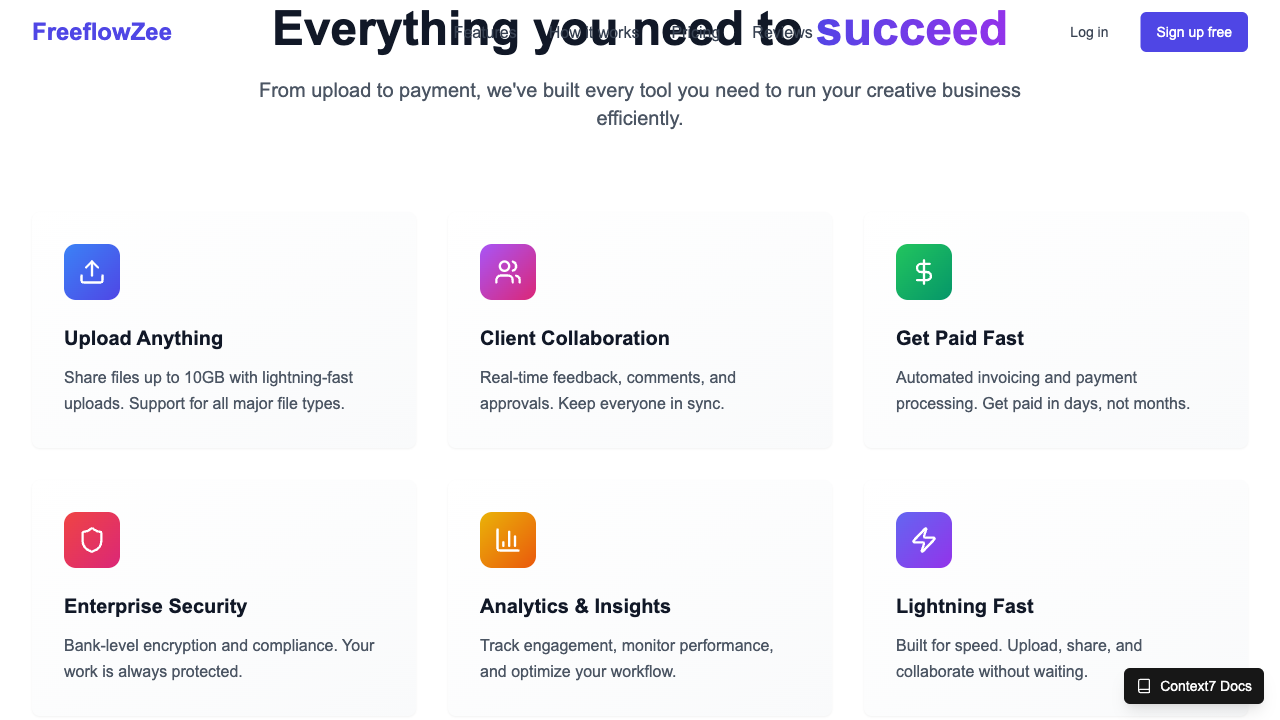 FreeflowZee
Features
How it works
Pricing
Reviews
Log in
Sign up free
Everything you need to succeed
From upload to payment, we've built every tool you need to run your creative business
efficiently.
Upload Anything
Share files up to 10GB with lightning-fast
uploads. Support for all major file types.
Client Collaboration
Real-time feedback, comments, and
approvals. Keep everyone in sync.
Get Paid Fast
Automated invoicing and payment
processing. Get paid in days, not months.
Enterprise Security
Bank-level encryption and compliance. Your
work is always protected.
Analytics & Insights
Track engagement, monitor performance,
and optimize your workflow.
Lightning Fast
Built for speed. Upload, share, and
collaborate without waiting.
Context7 Docs